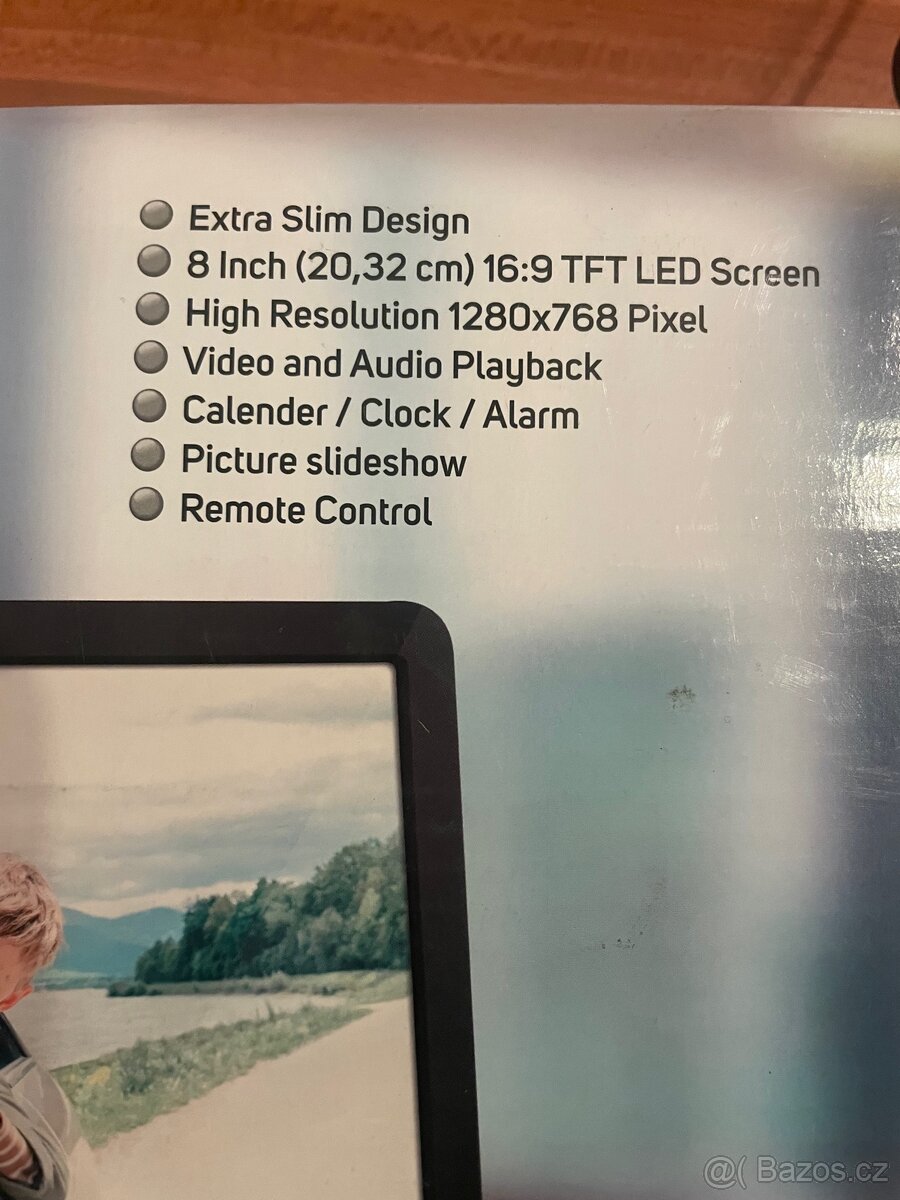 Extra Slim Design
8 Inch (20,32 cm) 16:9 TFT LED Screen
High Resolution 1280x768 Pixel
Video and Audio Playback
Calender / Clock / Alarm
Picture slideshow
Remote Control
@( Bazos.cz